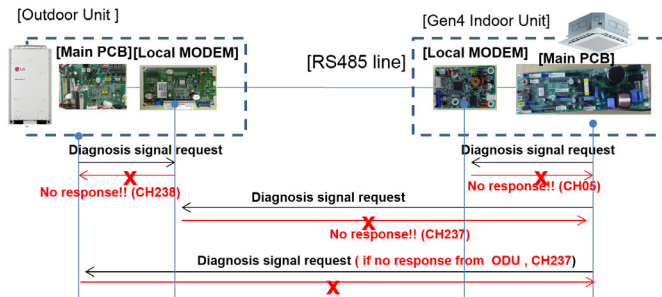 [Outdoor Unit ]
[Gen4 Indoor Unit]
[Main PCB][Local MODEM]
[RS485 line]
[Local MODEM]
[Main PCB]
LG
Diagnosis signal request
Diagnosis signal request
X
X
No response!! (CH238)
No response!! (CH05)
Diagnosis signal request
X
No response!! (CH237)
Diagnosis signal request ( if no response from ODU , CH237)
X